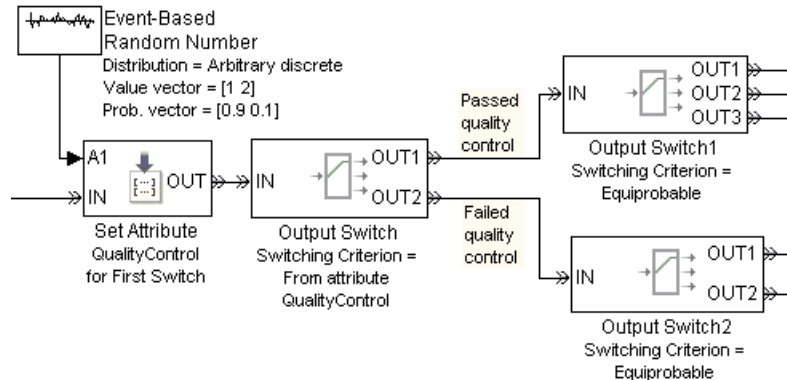 Event-Based
Random Number
Distribution = Arbitrary discrete
Value vector = [1 2]
Prob. vector = [0.9 0.1]
A1
IN
OUT
[...]
Set Attribute
QualityControl
for First Switch
IN
OUT1
OUT2
Output Switch
Switching Criterion =
From attribute
QualityControl
Passed
quality
control
Failed
quality
control
IN
OUT1
OUT2
OUT3
Output Switch1
Switching Criterion =
Equiprobable
IN
OUT1
OUT2
Output Switch2
Switching Criterion =
Equiprobable